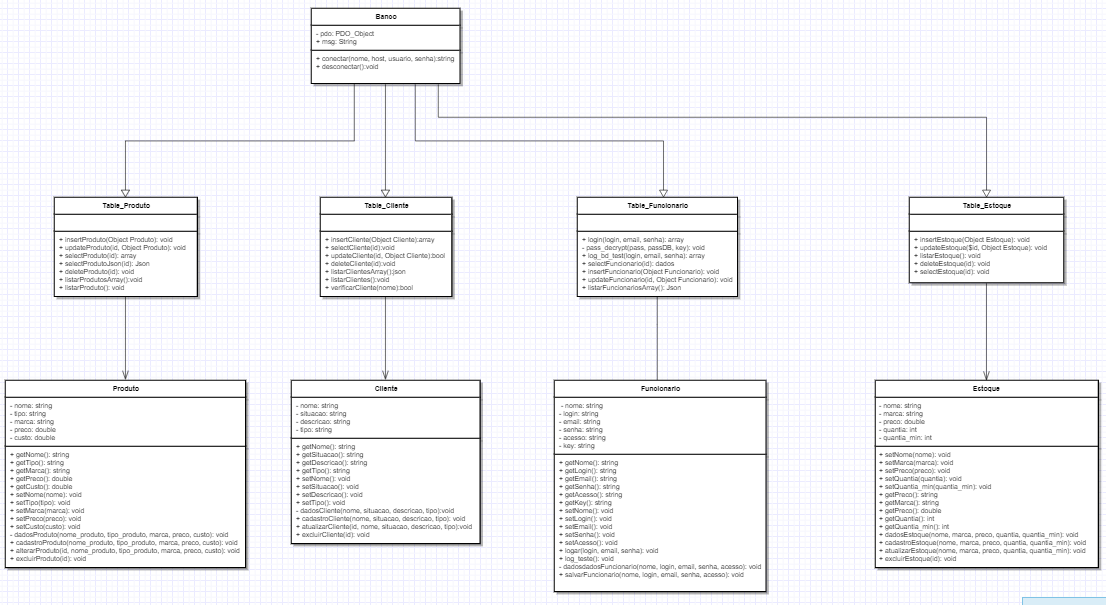 Banco
- pdo: PDO_Object
+ msg: String
+ conectar(nome, host, usuario, senha):string
+ desconectar():void
Table_Produto
+ insertProduto(Object Produto): void
+ updateProduto(id, Object Produto): void
+ selectProduto(id): array
+ selectProdutoJson(id): Json
+ deleteProduto(id): void
+ listarProdutosArray():void
+ listarProduto(): void
Table_Cliente
+ insertCliente(Object Cliente):array
+ selectCliente(id):void
+ updateCliente(id, Object Cliente):bool
+ deleteCliente(id):void
+ listarClientesArray():json
+ listarClientes():void
+ verificarCliente(nome):bool
Table_Funcionario
+ login(login, email, senha): array
- pass_decrypt(pass, passDB, key): void
+ log_bd_test(login, email, senha): array
+ selectFuncionario(id): dados
+ insertFuncionario(Object Funcionario): void
+ updateFuncionario(id, Object Funcionario): void
+ listarFuncionariosArray(): Json
Table_Estoque
+ insertEstoque(Object Estoque): void
+ updateEstoque($id, Object Estoque): void
+ listarEstoque(): void
+ deleteEstoque(id): void
+ selectEstoque(id): void
Produto
- nome: string
- tipo: string
- marca: string
- preco: double
- custo: double
+ getNome(): string
+ getTipo(): string
+ getMarca(): string
+ getPreco(): double
+ getCusto(): double
+ setNome(nome): void
+ setTipo(tipo): void
+ setMarca(marca): void
+ setPreco(preco): void
+ setCusto(custo): void
- dadosProduto(nome_produto, tipo_produto, marca, preco, custo): void
+ cadastroProduto(nome_produto, tipo_produto, marca, preco, custo): void
+ alterarProduto(id, nome_produto, tipo_produto, marca, preco, custo): void
+ excluirProduto(id): void
Cliente
- nome: string
- situacao: string
- descricao: string
- tipo: string
+ getNome(): string
+ getSituacao(): string
+ getDescricao(): string
+ getTipo(): string
+ setNome(): void
+ setSituacao(): void
+ setDescricao(): void
+ setTipo(): void
- dadosCliente(nome, situacao, descricao, tipo):void
+ cadastroCliente(nome, situacao, descricao, tipo): void
+ atualizarCliente(id, nome, situacao, descricao, tipo):void
+ excluirCliente(id): void
Funcionario
- nome: string
- login: string
- email: string
- senha: string
- acesso: string
- key: string
+ getNome(): string
+ getLogin(): string
+ getEmail(): string
+ getSenha(): string
+ getAcesso(): string
+ getKey(): string
+ setNome(): void
+ setLogin(): void
+ setEmail(): void
+ setSenha(): void
+ setAcesso(): void
+ logar(login, email, senha): void
+ log_teste(): void
- dadosdadosFuncionario(nome, login, email, senha, acesso): void
+ salvarFuncionario(nome, login, email, senha, acesso): void
Estoque
- nome: string
- marca: string
- preco: double
- quantia: int
- quantia_min: int
+ setNome(nome): void
+ setMarca(marca): void
+ setPreco(preco): void
+ setQuantia(quantia): void
+ setQuantia_min(quantia_min): void
+ getPreco(): string
+ getMarca(): string
+ getPreco(): double
+ getQuantia(): int
+ getQuantia_min(): int
+ dadosEstoque(nome, marca, preco, quantia, quantia_min): void
+ cadastroEstoque(nome, marca, preco, quantia, quantia_min): void
+ atualizarEstoque(nome, marca, preco, quantia, quantia_min): void
+ excluirEstoque(id): void